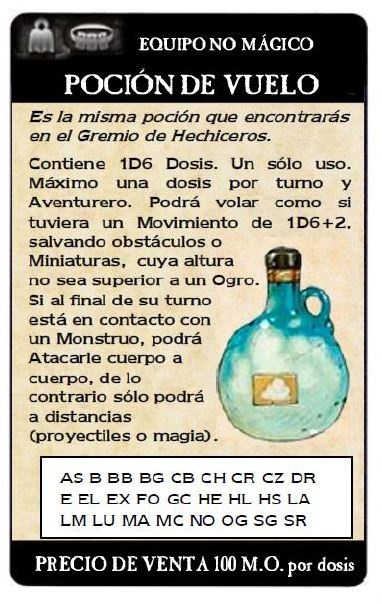 EQUIPO NO MÁGICO
POCIÓN DE VUELO
Es la misma poción que encontrarás
en el Gremio de Hechiceros.
Contiene 1D6 Dosis. Un sólo uso.
Máximo una dosis por turno y
Aventurero. Podrá volar como si
tuviera un Movimiento de 1D6+2,
salvando obstáculos o
Miniaturas, cuya altura
no sea superior a un Ogro.
Si al final de su turno
está en contacto con
un Monstruo, podrá
Atacarle cuerpo a
cuerpo, de lo
contrario sólo podrá
a distancias
(proyectiles o magia).
AS B BB BG CB CH CR CZ DR
E EL EX FO GC HE HL HS LA
LM LU MA MC NO OG SG SR
PRECIO DE VENTA 100 M.O. por dosis